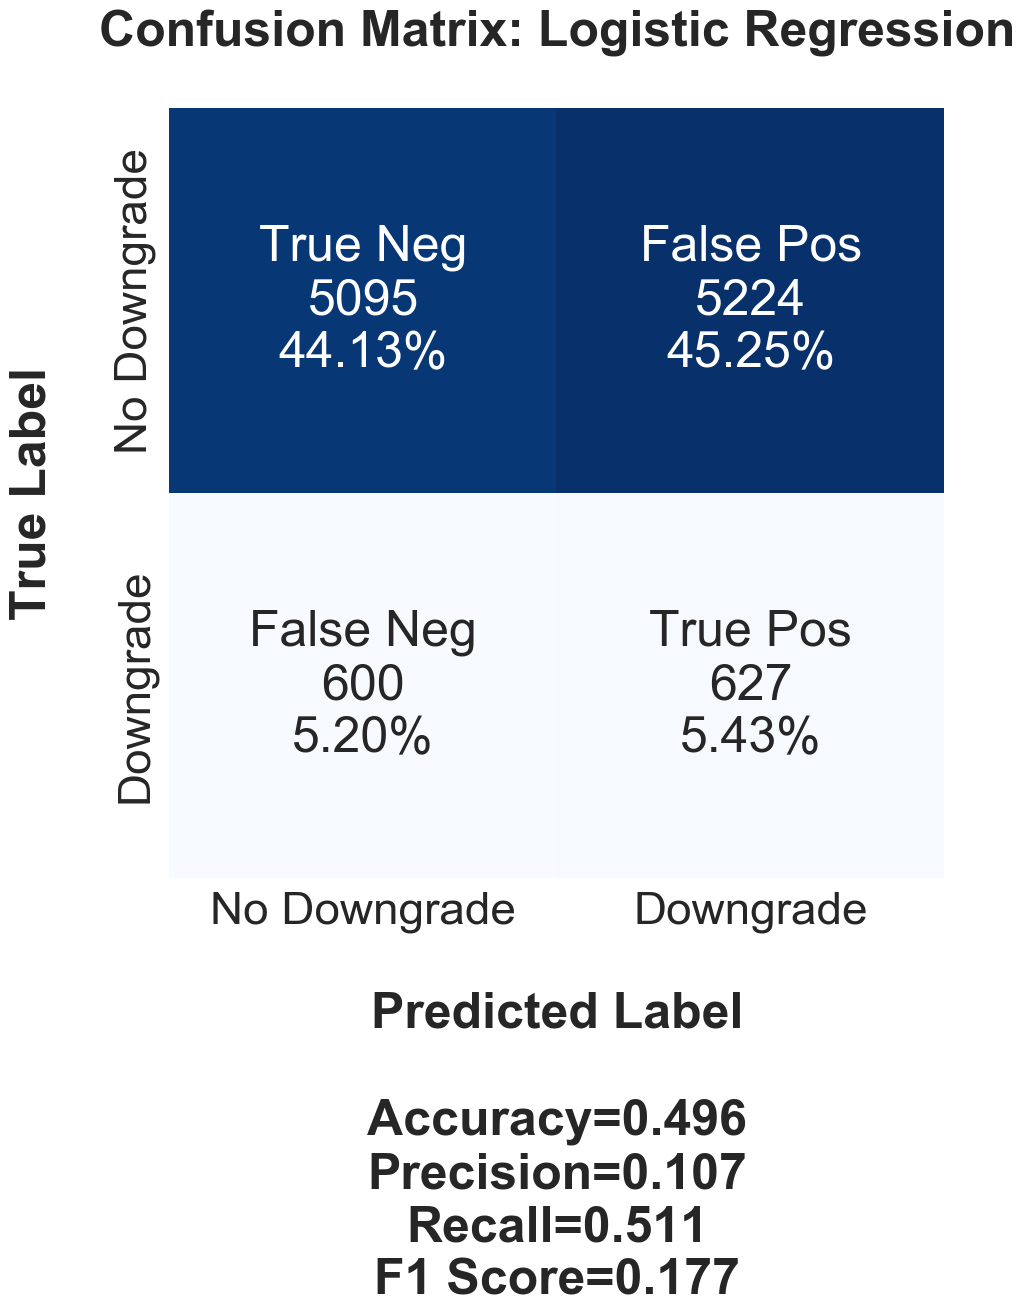 Confusion Matrix: Logistic Regression
True Label
No Downgrade
True Neg
5095
44.13%
False Pos
5224
45.25%
Downgrade
False Neg
600
5.20%
True Pos
627
5.43%
No Downgrade
Downgrade
Predicted Label
Accuracy=0.496
Precision=0.107
Recall=0.511
F1 Score=0.177